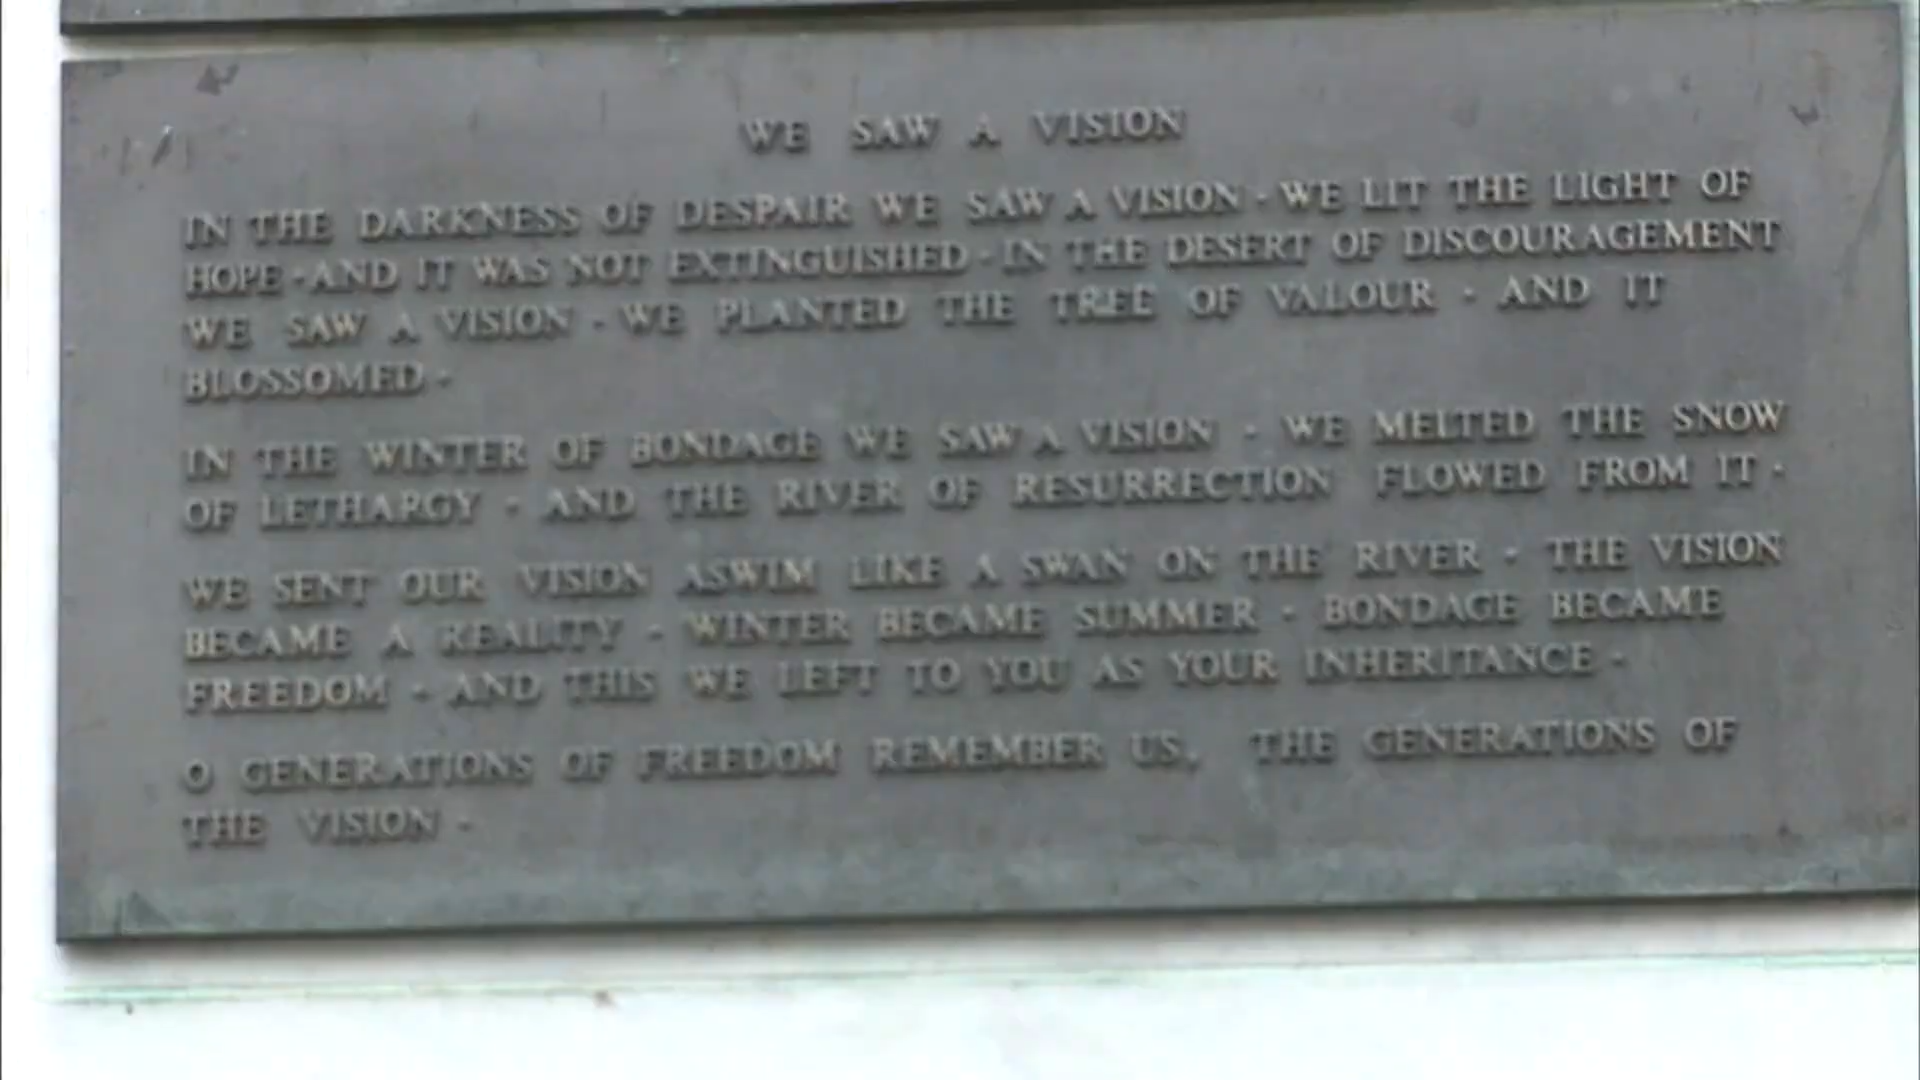 WE SAW A VISION
IN THE DARKNESS OF DESPAIR WE SAW A VISION · WE LIT THE LIGHT OF
HOPE · AND IT WAS NOT EXTINGUISHED · IN THE DESERT OF DISCOURAGEMENT
WE SAW A VISION · WE PLANTED THE TREE OF VALOUR · AND IT
BLOSSOMED ·
IN THE WINTER OF BONDAGE WE SAW A VISION · WE MELTED THE SNOW
OF LETHARGY · AND THE RIVER OF RESURRECTION FLOWED FROM IT ·
WE SENT OUR VISION ASWIM LIKE A SWAN ON THE RIVER · THE VISION
BECAME A REALITY · WINTER BECAME SUMMER · BONDAGE BECAME
FREEDOM · AND THIS WE LEFT TO YOU AS YOUR INHERITANCE ·
O GENERATIONS OF FREEDOM REMEMBER US, THE GENERATIONS OF
THE VISION ·